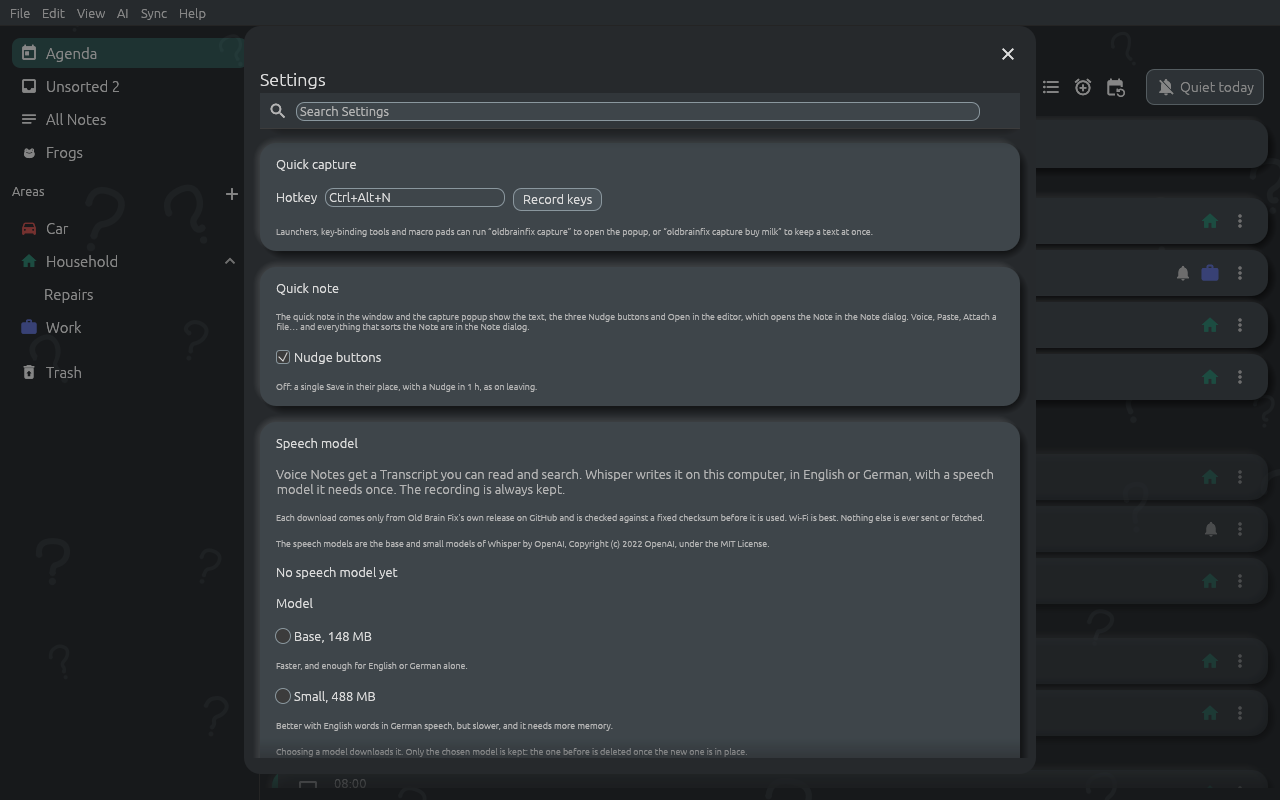 File Edit View AI Sync Help
Agenda
Unsorted 2
All Notes
Frogs
Areas
Car
Household
Repairs
Work
Trash
Quiet today
Settings
Search Settings
Quick capture
Hotkey Ctrl+Alt+N Record keys
Launchers, key-binding tools and macro pads can run "oldbrainfix capture" to open the popup, or "oldbrainfix capture buy milk" to keep a text at once.
Quick note
The quick note in the window and the capture popup show the text, the three Nudge buttons and Open in the editor, which opens the Note in the Note dialog. Voice, Paste, Attach a
file… and everything that sorts the Note are in the Note dialog.
Nudge buttons
Off: a single Save in their place, with a Nudge in 1 h, as on leaving.
Speech model
Voice Notes get a Transcript you can read and search. Whisper writes it on this computer, in English or German, with a speech
model it needs once. The recording is always kept.
Each download comes only from Old Brain Fix's own release on GitHub and is checked against a fixed checksum before it is used. Wi-Fi is best. Nothing else is ever sent or fetched.
The speech models are the base and small models of Whisper by OpenAI, Copyright (c) 2022 OpenAI, under the MIT License.
No speech model yet
Model
Base, 148 MB
Faster, and enough for English or German alone.
Small, 488 MB
Better with English words in German speech, but slower, and it needs more memory.
Choosing a model downloads it. Only the chosen model is kept: the one before is deleted once the new one is in place.
08:00